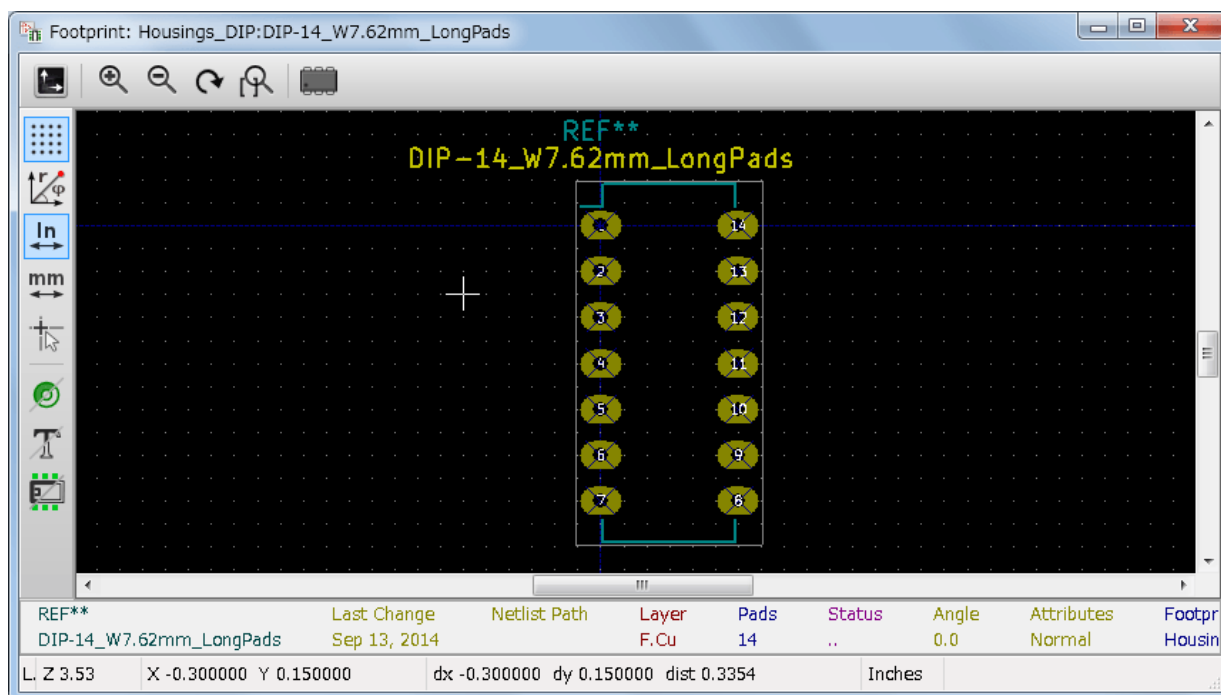 Footprint: Housings_DIP:DIP-14_W7.62mm_LongPads
In
mm
REF**
DIP-14_W7.62mm_LongPads
1 14
2 13
3 12
4 11
5 10
6 9
7 8
REF** Last Change Netlist Path Layer Pads Status Angle Attributes Footpr
DIP-14_W7.62mm_LongPads Sep 13, 2014 F.Cu 14 .. 0.0 Normal Housin
L. Z 3.53 X -0.300000 Y 0.150000 dx -0.300000 dy 0.150000 dist 0.3354 Inches